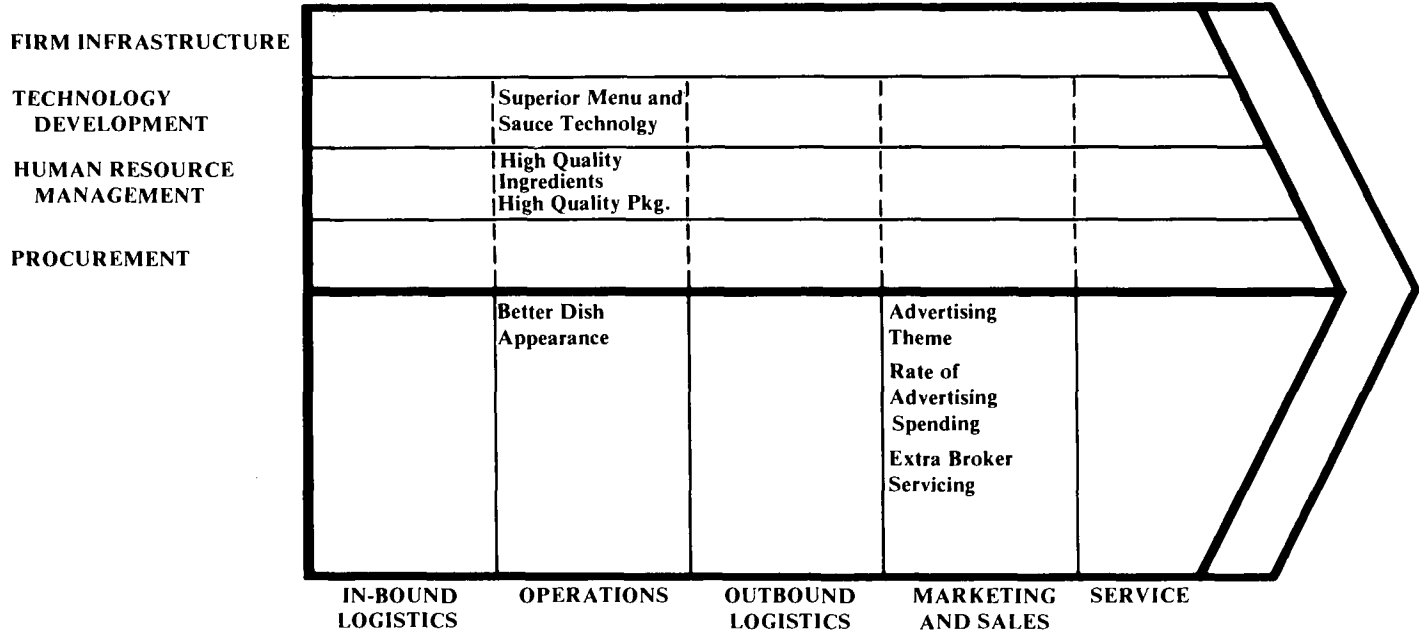 FIRM INFRASTRUCTURE
TECHNOLOGY
DEVELOPMENT
Superior Menu and
Sauce Technolgy
HUMAN RESOURCE
MANAGEMENT
High Quality
Ingredients
High Quality Pkg.
PROCUREMENT
Better Dish
Appearance
Advertising
Theme
Rate of
Advertising
Spending
Extra Broker
Servicing
IN-BOUND
LOGISTICS
OPERATIONS
OUTBOUND
LOGISTICS
MARKETING
AND SALES
SERVICE